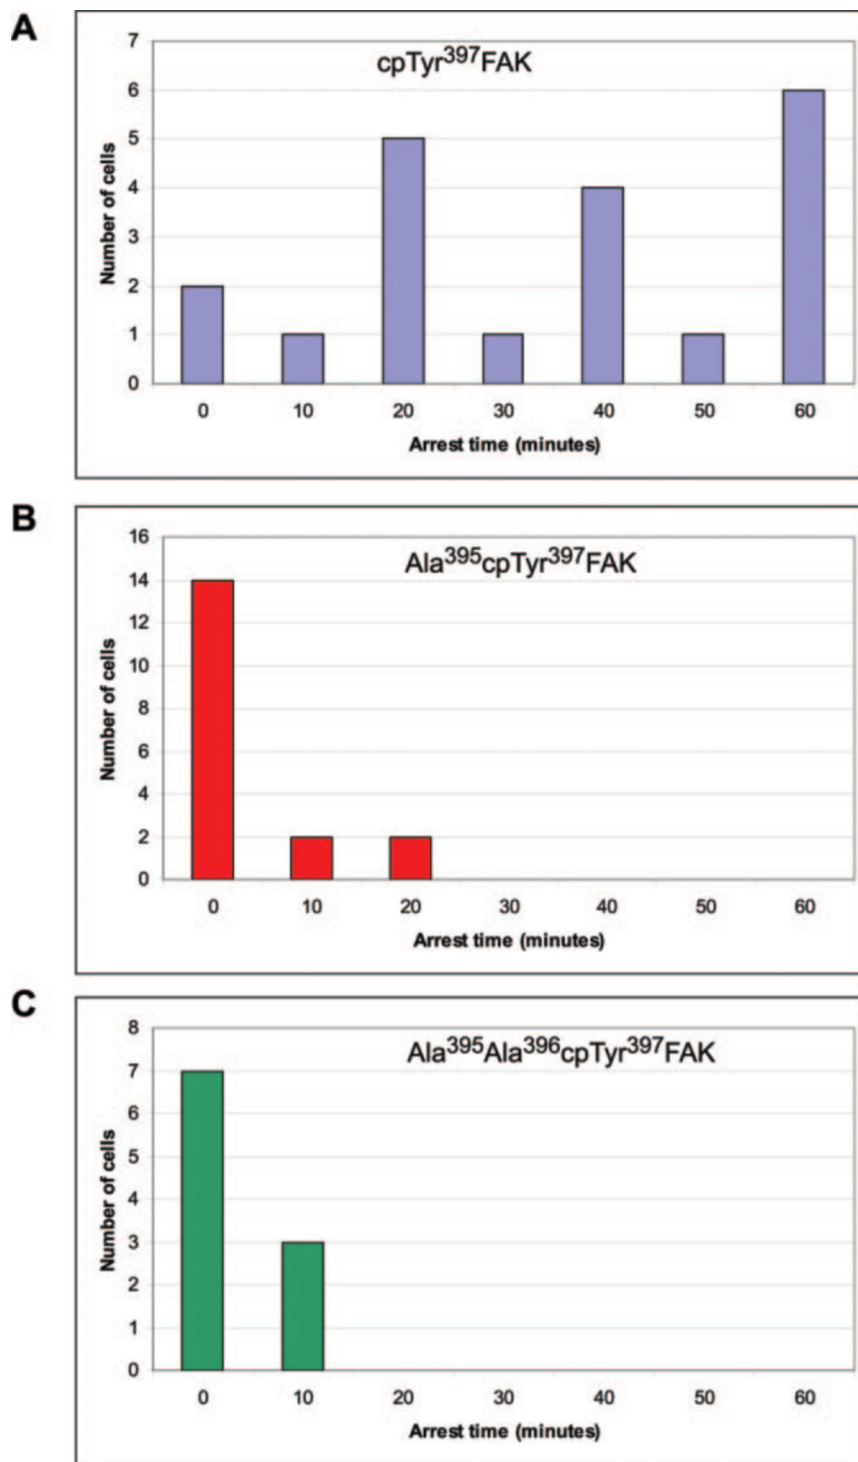 A
cpTyr³⁹⁷FAK
7
6
5
4
3
2
1
0
Number of cells
0 10 20 30 40 50 60
Arrest time (minutes)
B
Ala³⁹⁵cpTyr³⁹⁷FAK
16
14
12
10
8
6
4
2
0
Number of cells
0 10 20 30 40 50 60
Arrest time (minutes)
C
Ala³⁹⁵Ala³⁹⁶cpTyr³⁹⁷FAK
8
7
6
5
4
3
2
1
0
Number of cells
0 10 20 30 40 50 60
Arrest time (minutes)